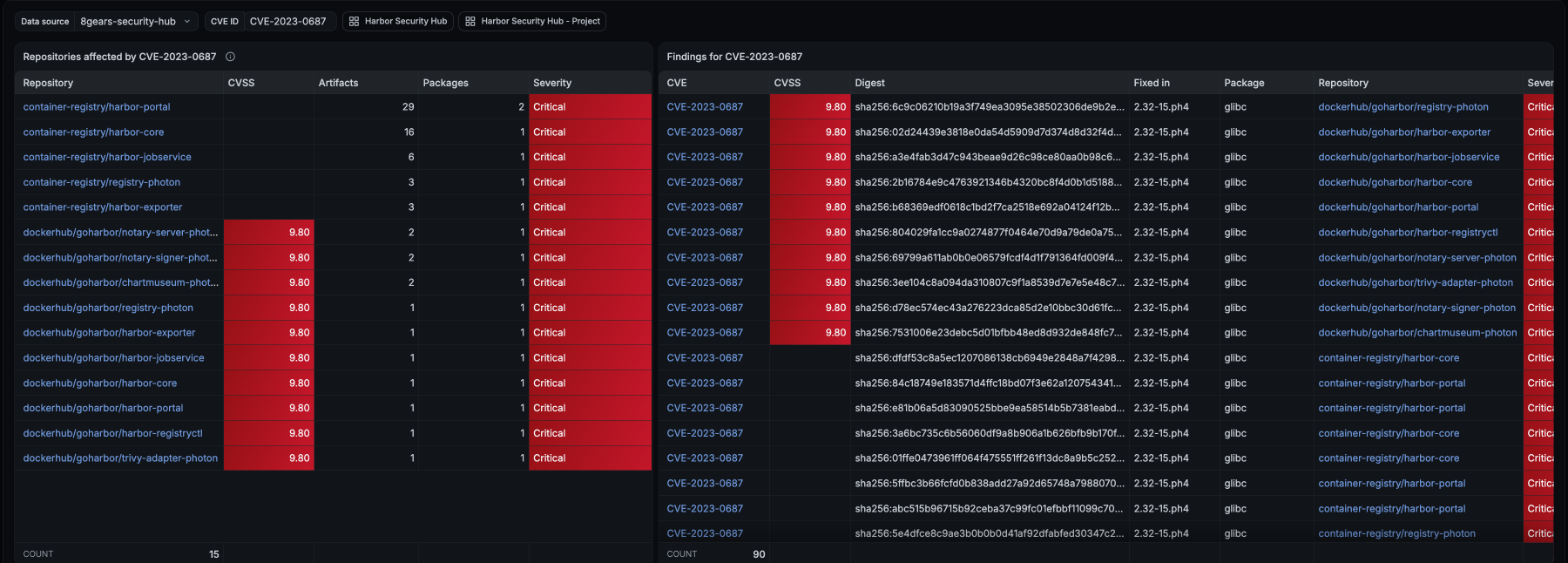 Data source 8gears-security-hub CVE ID CVE-2023-0687 Harbor Security Hub Harbor Security Hub - Project
Repositories affected by CVE-2023-0687
Repository CVSS Artifacts Packages Severity
container-registry/harbor-portal 29 2 Critical
container-registry/harbor-core 16 1 Critical
container-registry/harbor-jobservice 6 1 Critical
container-registry/registry-photon 3 1 Critical
container-registry/harbor-exporter 3 1 Critical
dockerhub/goharbor/notary-server-phot... 9.80 2 1 Critical
dockerhub/goharbor/notary-signer-phot... 9.80 2 1 Critical
dockerhub/goharbor/chartmuseum-phot... 9.80 2 1 Critical
dockerhub/goharbor/registry-photon 9.80 1 1 Critical
dockerhub/goharbor/harbor-exporter 9.80 1 1 Critical
dockerhub/goharbor/harbor-jobservice 9.80 1 1 Critical
dockerhub/goharbor/harbor-core 9.80 1 1 Critical
dockerhub/goharbor/harbor-portal 9.80 1 1 Critical
dockerhub/goharbor/harbor-registryctl 9.80 1 1 Critical
dockerhub/goharbor/trivy-adapter-photon 9.80 1 1 Critical
COUNT 15
Findings for CVE-2023-0687
CVE CVSS Digest Fixed in Package Repository Sever
CVE-2023-0687 9.80 sha256:6c9c06210b19a3f749ea3095e38502306de9b2e... 2.32-15.ph4 glibc dockerhub/goharbor/registry-photon Critic
CVE-2023-0687 9.80 sha256:02d24439e3818e0da54d5909d7d374d8d32f4d... 2.32-15.ph4 glibc dockerhub/goharbor/harbor-exporter Critic
CVE-2023-0687 9.80 sha256:a3e4fab3d47c943beae9d26c98ce80aa0b98c6... 2.32-15.ph4 glibc dockerhub/goharbor/harbor-jobservice Critic
CVE-2023-0687 9.80 sha256:2b16784e9c4763921346b4320bc8f4d0b1d5188... 2.32-15.ph4 glibc dockerhub/goharbor/harbor-core Critic
CVE-2023-0687 9.80 sha256:b68369edf0618c1bd2f7ca2518e692a04124f12b... 2.32-15.ph4 glibc dockerhub/goharbor/harbor-portal Critic
CVE-2023-0687 9.80 sha256:804029fa1cc9a0274877f0464e70d9a79de0a75... 2.32-15.ph4 glibc dockerhub/goharbor/harbor-registryctl Critic
CVE-2023-0687 9.80 sha256:69799a611ab0b0e06579fcdf4d1f791364fd009f4... 2.32-15.ph4 glibc dockerhub/goharbor/notary-server-photon Critic
CVE-2023-0687 9.80 sha256:3ee104c8a094da310807c9f1a8539d7e7e5e48c7... 2.32-15.ph4 glibc dockerhub/goharbor/trivy-adapter-photon Critic
CVE-2023-0687 9.80 sha256:d78ec574ec43a276223dca85d2e10bbc30d61fc... 2.32-15.ph4 glibc dockerhub/goharbor/notary-signer-photon Critic
CVE-2023-0687 9.80 sha256:7531006e23debc5d01bfbb48ed8d932de848fc7... 2.32-15.ph4 glibc dockerhub/goharbor/chartmuseum-photon Critic
CVE-2023-0687 sha256:dfdf53c8a5ec1207086138cb6949e2848a7f4298... 2.32-15.ph4 glibc container-registry/harbor-core Critic
CVE-2023-0687 sha256:84c18749e183571d4ffc18bd07f3e62a120754341... 2.32-15.ph4 glibc container-registry/harbor-portal Critic
CVE-2023-0687 sha256:e81b06a5d83090525bbe9ea58514b5b7381eabd... 2.32-15.ph4 glibc container-registry/harbor-portal Critic
CVE-2023-0687 sha256:3a6bc735c6b56060df9a8b906a1b626bfb9b170f... 2.32-15.ph4 glibc container-registry/harbor-core Critic
CVE-2023-0687 sha256:01ffe0473961ff064f475551ff261f13dc8a9b5c252... 2.32-15.ph4 glibc container-registry/harbor-core Critic
CVE-2023-0687 sha256:5ffbc3b66fcfd0b838add27a92d65748a7988070... 2.32-15.ph4 glibc container-registry/harbor-portal Critic
CVE-2023-0687 sha256:abc515b96715b92ceba37c99fc01efbbf11099c70... 2.32-15.ph4 glibc container-registry/harbor-portal Critic
CVE-2023-0687 sha256:5e4dfce8c9ae3b0b0b0d41af92dfabfed30347c2... 2.32-15.ph4 glibc container-registry/registry-photon Critic
COUNT 90